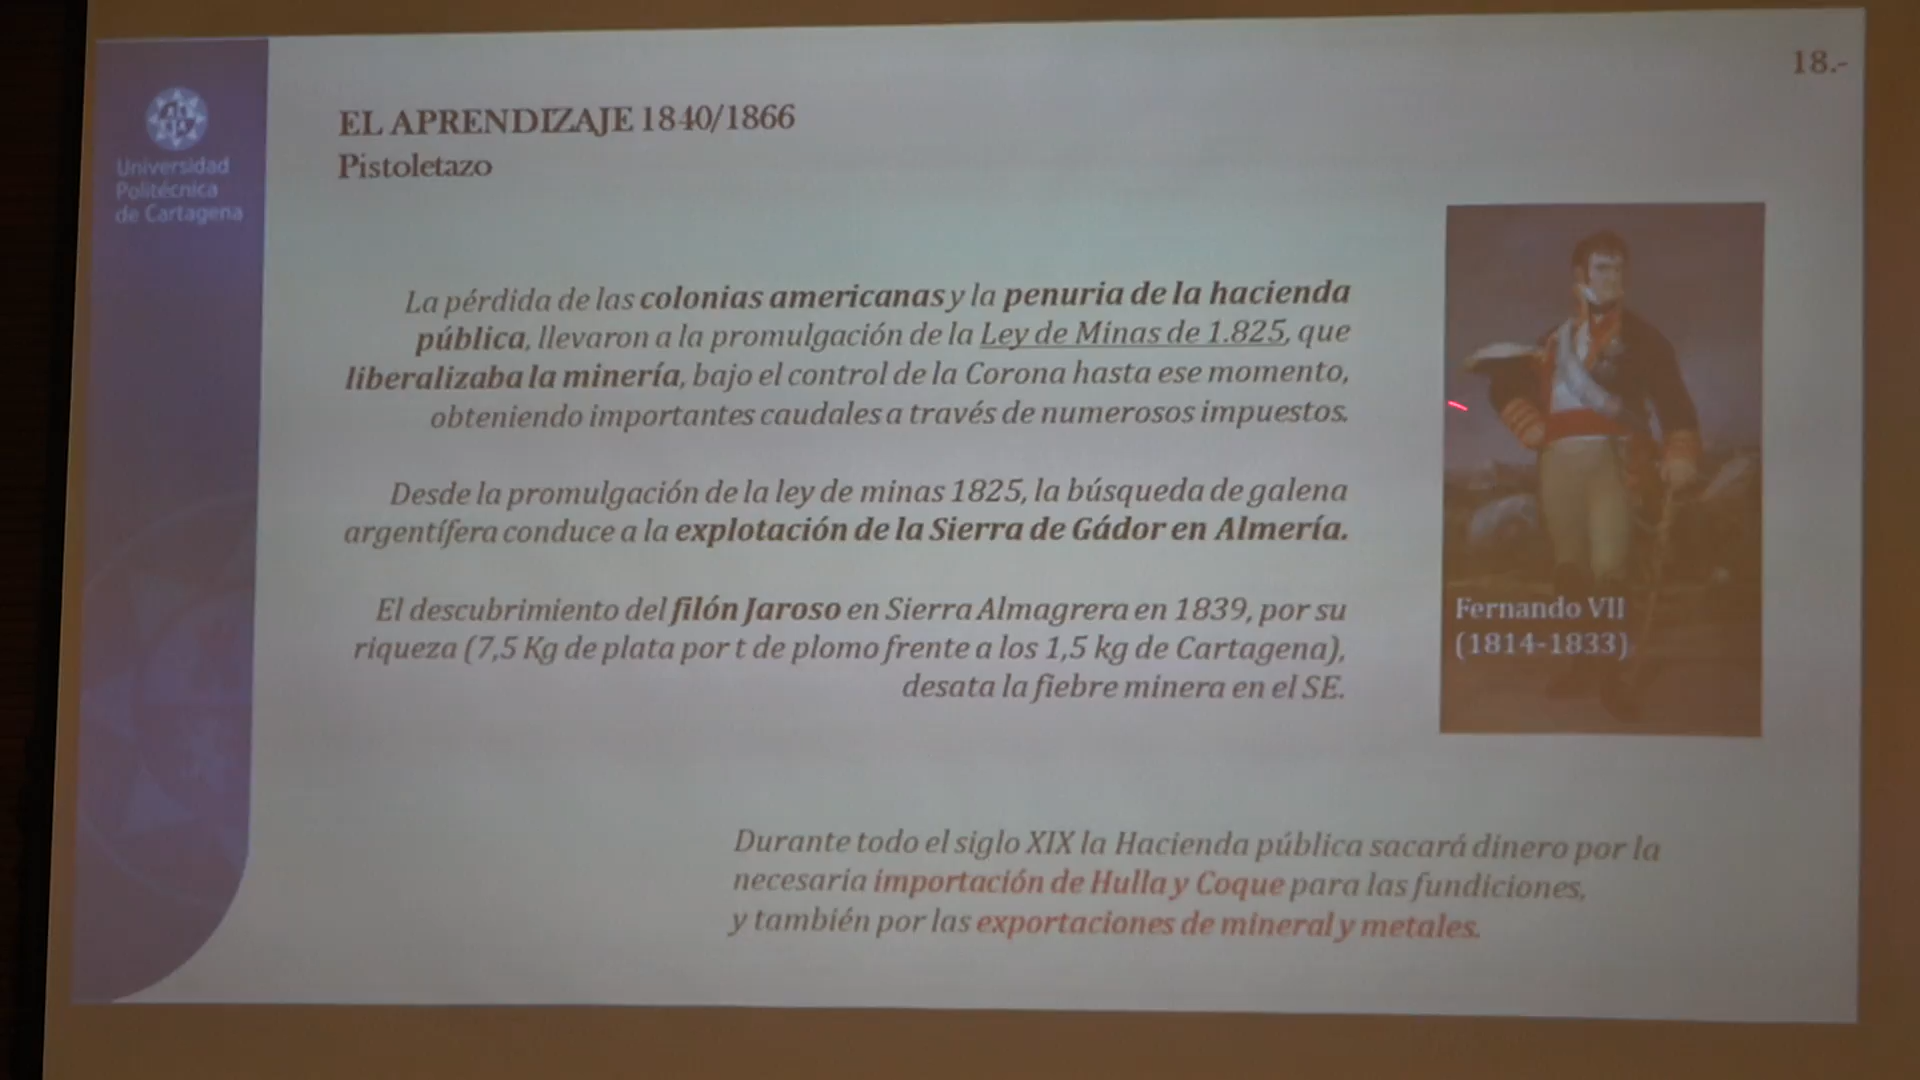 18.-
Universidad
Politécnica
de Cartagena
EL APRENDIZAJE 1840/1866
Pistoletazo
La pérdida de las colonias americanas y la penuria de la hacienda
pública, llevaron a la promulgación de la Ley de Minas de 1.825, que
liberalizaba la minería, bajo el control de la Corona hasta ese momento,
obteniendo importantes caudales a través de numerosos impuestos.
Desde la promulgación de la ley de minas 1825, la búsqueda de galena
argentífera conduce a la explotación de la Sierra de Gádor en Almería.
El descubrimiento del filón Jaroso en Sierra Almagrera en 1839, por su
riqueza (7,5 Kg de plata por t de plomo frente a los 1,5 kg de Cartagena),
desata la fiebre minera en el SE.
Fernando VII
(1814-1833)
Durante todo el siglo XIX la Hacienda pública sacará dinero por la
necesaria importación de Hulla y Coque para las fundiciones,
y también por las exportaciones de mineral y metales.